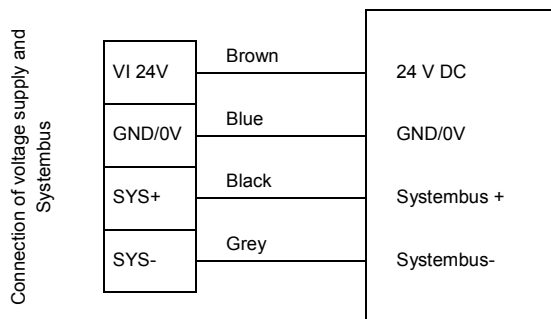 Connection of voltage supply and
Systembus
VI 24V
Brown
24 V DC
GND/0V
Blue
GND/0V
SYS+
Black
Systembus +
SYS-
Grey
Systembus-